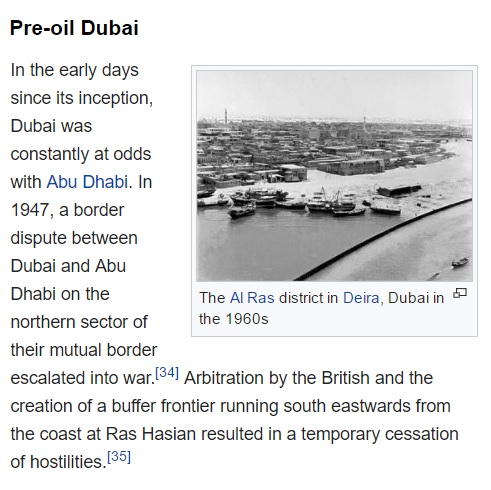 Pre-oil Dubai
In the early days
since its inception,
Dubai was
constantly at odds
with Abu Dhabi. In
1947, a border
dispute between
Dubai and Abu
Dhabi on the
northern sector of
their mutual border
escalated into war.[34] Arbitration by the British and the
creation of a buffer frontier running south eastwards from
the coast at Ras Hasian resulted in a temporary cessation
of hostilities.[35]
The Al Ras district in Deira, Dubai in
the 1960s